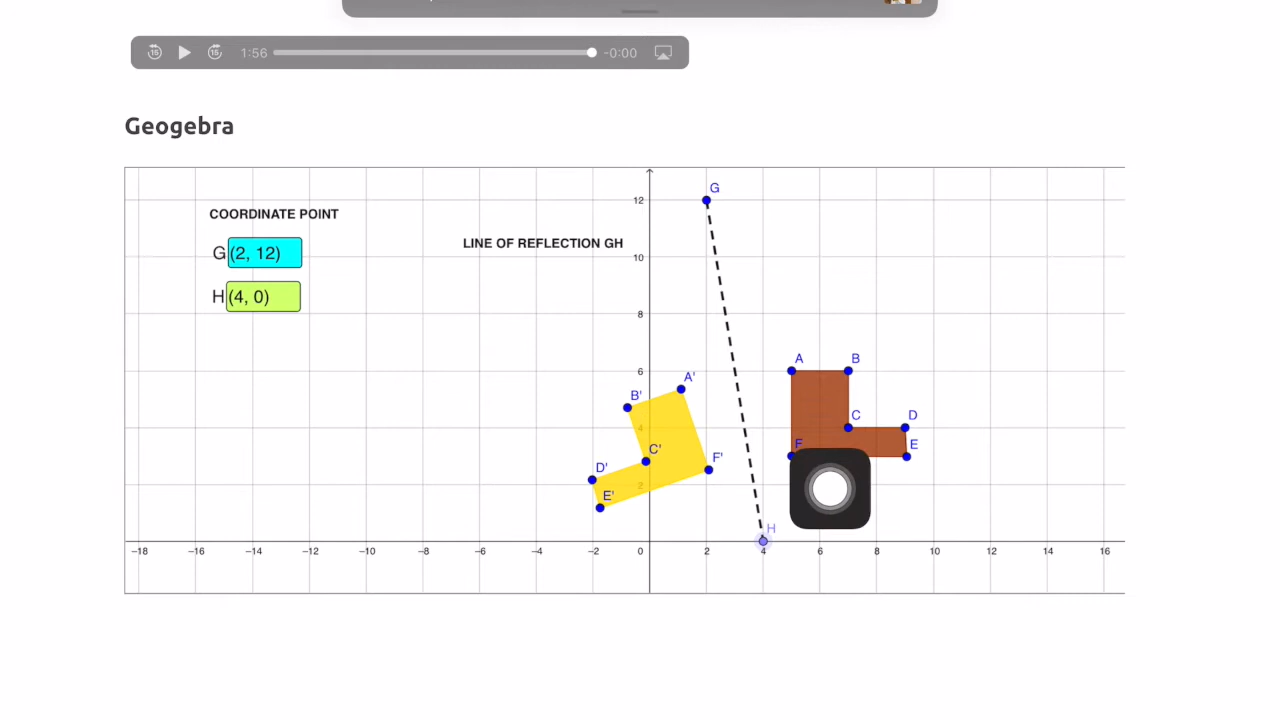 1:56
-0:00
Geogebra
COORDINATE POINT
G (2, 12)
H (4, 0)
LINE OF REFLECTION GH
G
12
10
8
6
4
2
A B
C D
F E
A'
B'
C'
D'
E'
F'
H
-18 -16 -14 -12 -10 -8 -6 -4 -2 0 2 4 6 8 10 12 14 16